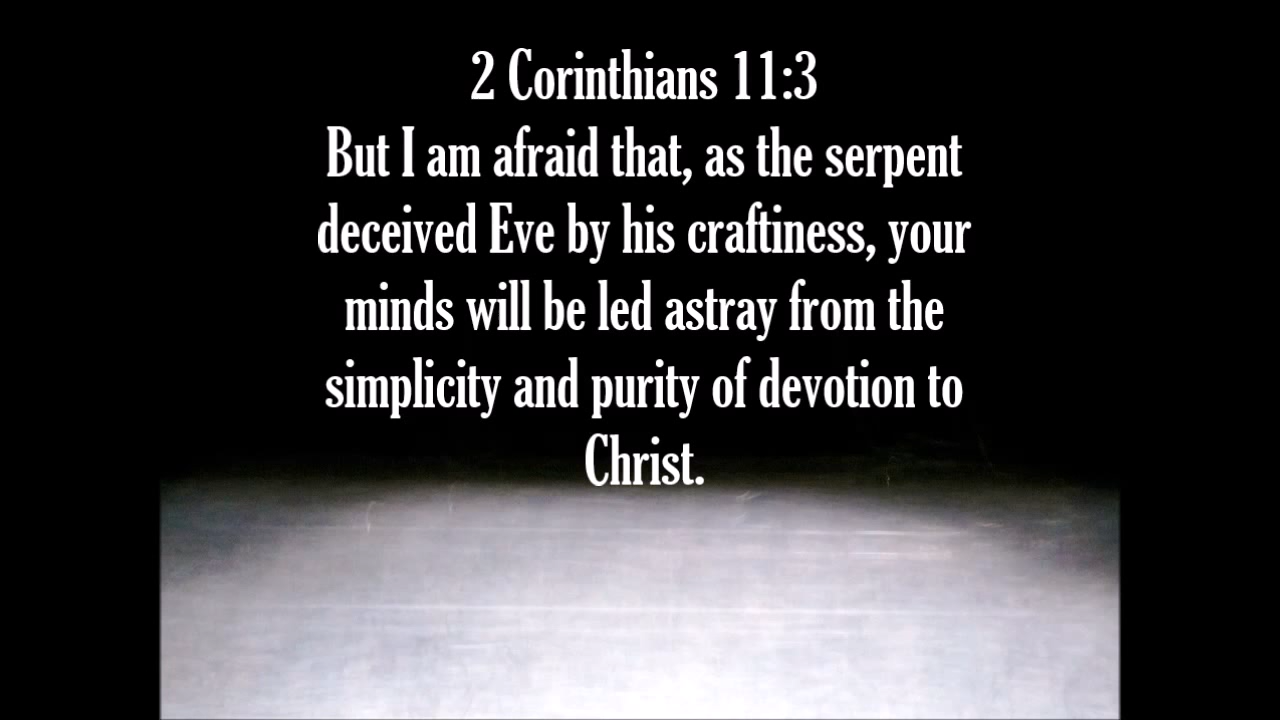 2 Corinthians 11:3
But I am afraid that, as the serpent
deceived Eve by his craftiness, your
minds will be led astray from the
simplicity and purity of devotion to
Christ.